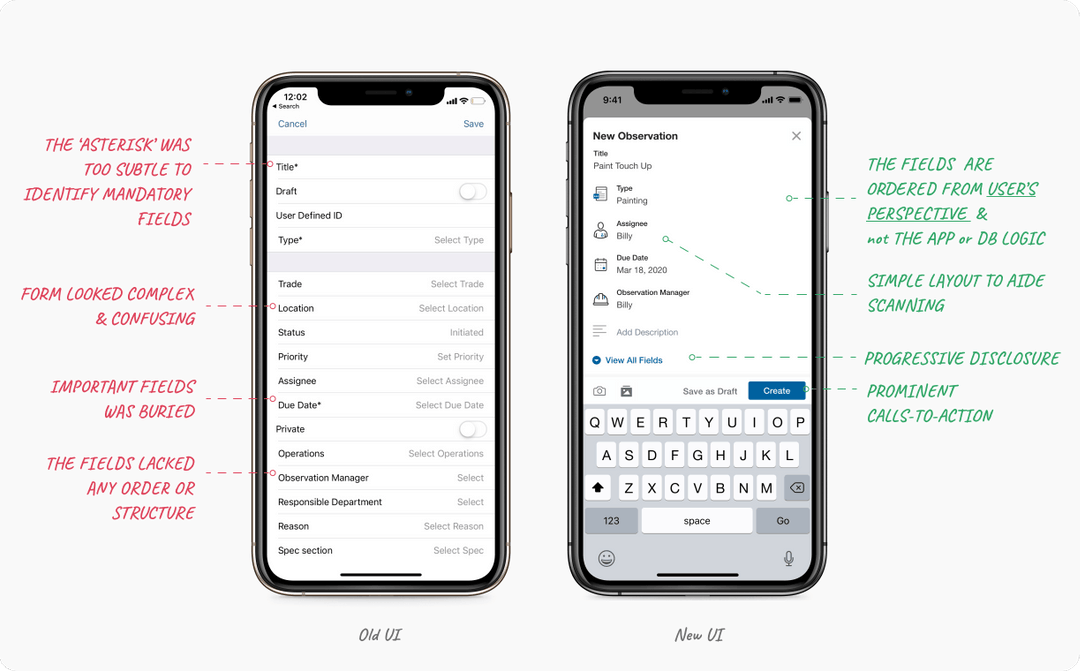 THE 'ASTERISK' WAS
TOO SUBTLE TO
IDENTIFY MANDATORY
FIELDS
FORM LOOKED COMPLEX
& CONFUSING
IMPORTANT FIELDS
WAS BURIED
THE FIELDS LACKED
ANY ORDER OR
STRUCTURE
12:02
Search
Cancel Save
Title*
Draft
User Defined ID
Type* Select Type
Trade Select Trade
Location Select Location
Status Initiated
Priority Set Priority
Assignee Select Assignee
Due Date* Select Due Date
Private
Operations Select Operations
Observation Manager Select
Responsible Department Select
Reason Select Reason
Spec section Select Spec
Old UI
9:41
New Observation
Title
Paint Touch Up
Type
Painting
Assignee
Billy
Due Date
Mar 18, 2020
Observation Manager
Billy
Add Description
View All Fields
Save as Draft Create
Q W E R T Y U I O P
A S D F G H J K L
Z X C V B N M
123 space Go
New UI
THE FIELDS ARE
ORDERED FROM USER'S
PERSPECTIVE &
not THE APP or DB LOGIC
SIMPLE LAYOUT TO AIDE
SCANNING
PROGRESSIVE DISCLOSURE
PROMINENT
CALLS-TO-ACTION